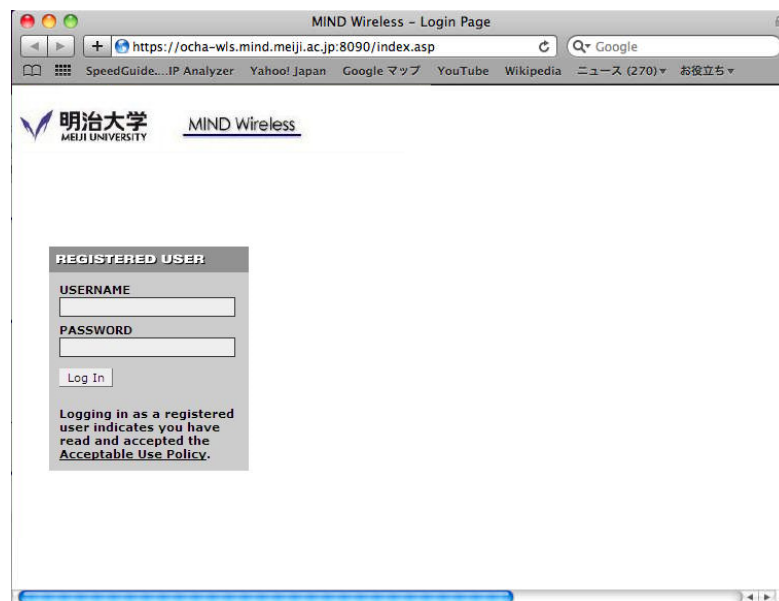 MIND Wireless – Login Page
https://ocha-wls.mind.meiji.ac.jp:8090/index.asp
Google
SpeedGuide....IP Analyzer Yahoo! Japan Google マップ YouTube Wikipedia ニュース (270) お役立ち
明治大学
MEIJI UNIVERSITY
MIND Wireless
REGISTERED USER
USERNAME
PASSWORD
Log In
Logging in as a registered
user indicates you have
read and accepted the
Acceptable Use Policy.